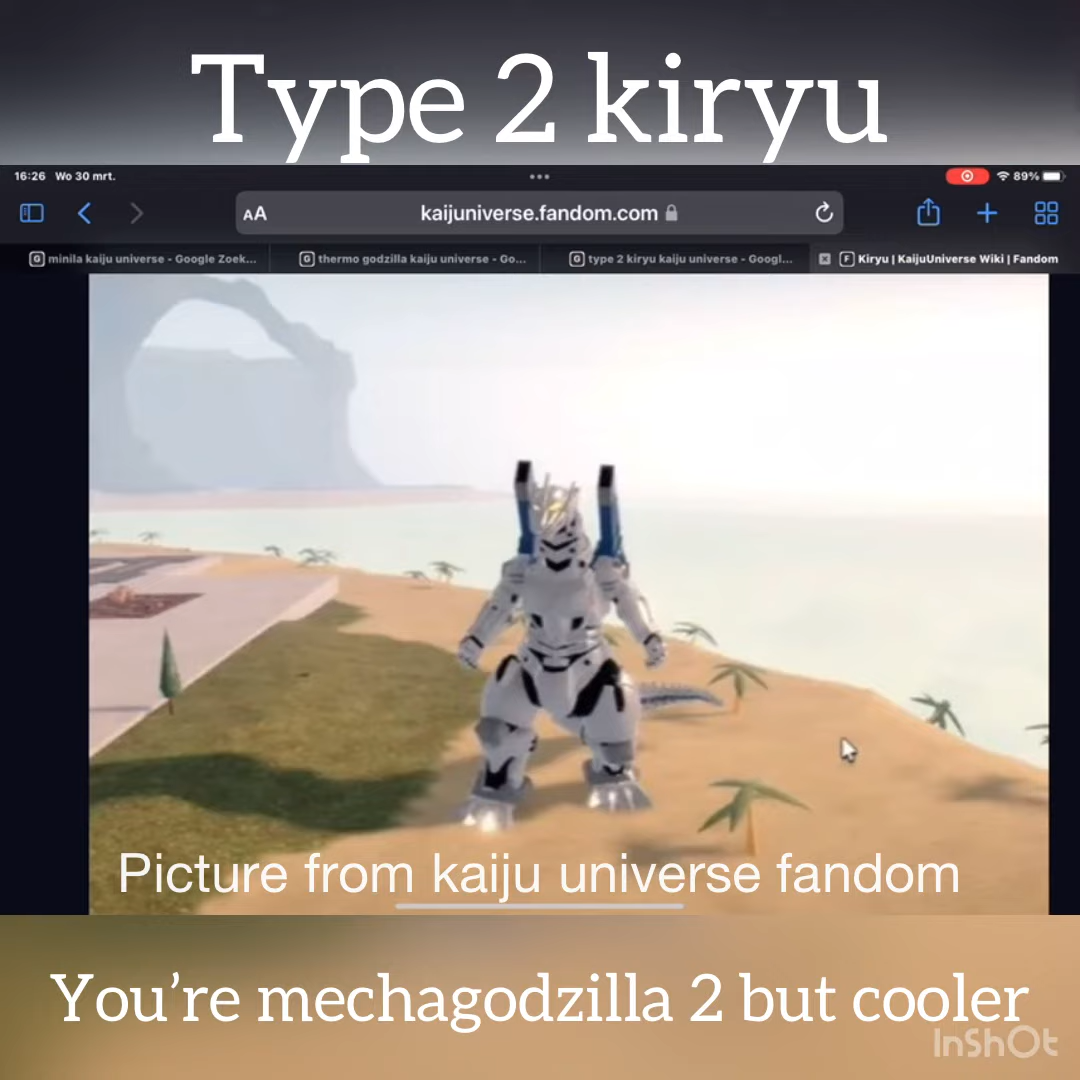 Type 2 kiryu
16:26 Wo 30 mrt.
89%
AA kaijuniverse.fandom.com
G minila kaiju universe - Google Zoek...
G thermo godzilla kaiju universe - Go...
G type 2 kiryu kaiju universe - Googl...
F Kiryu | KaijuUniverse Wiki | Fandom
Picture from kaiju universe fandom
You're mechagodzilla 2 but cooler
InShOt